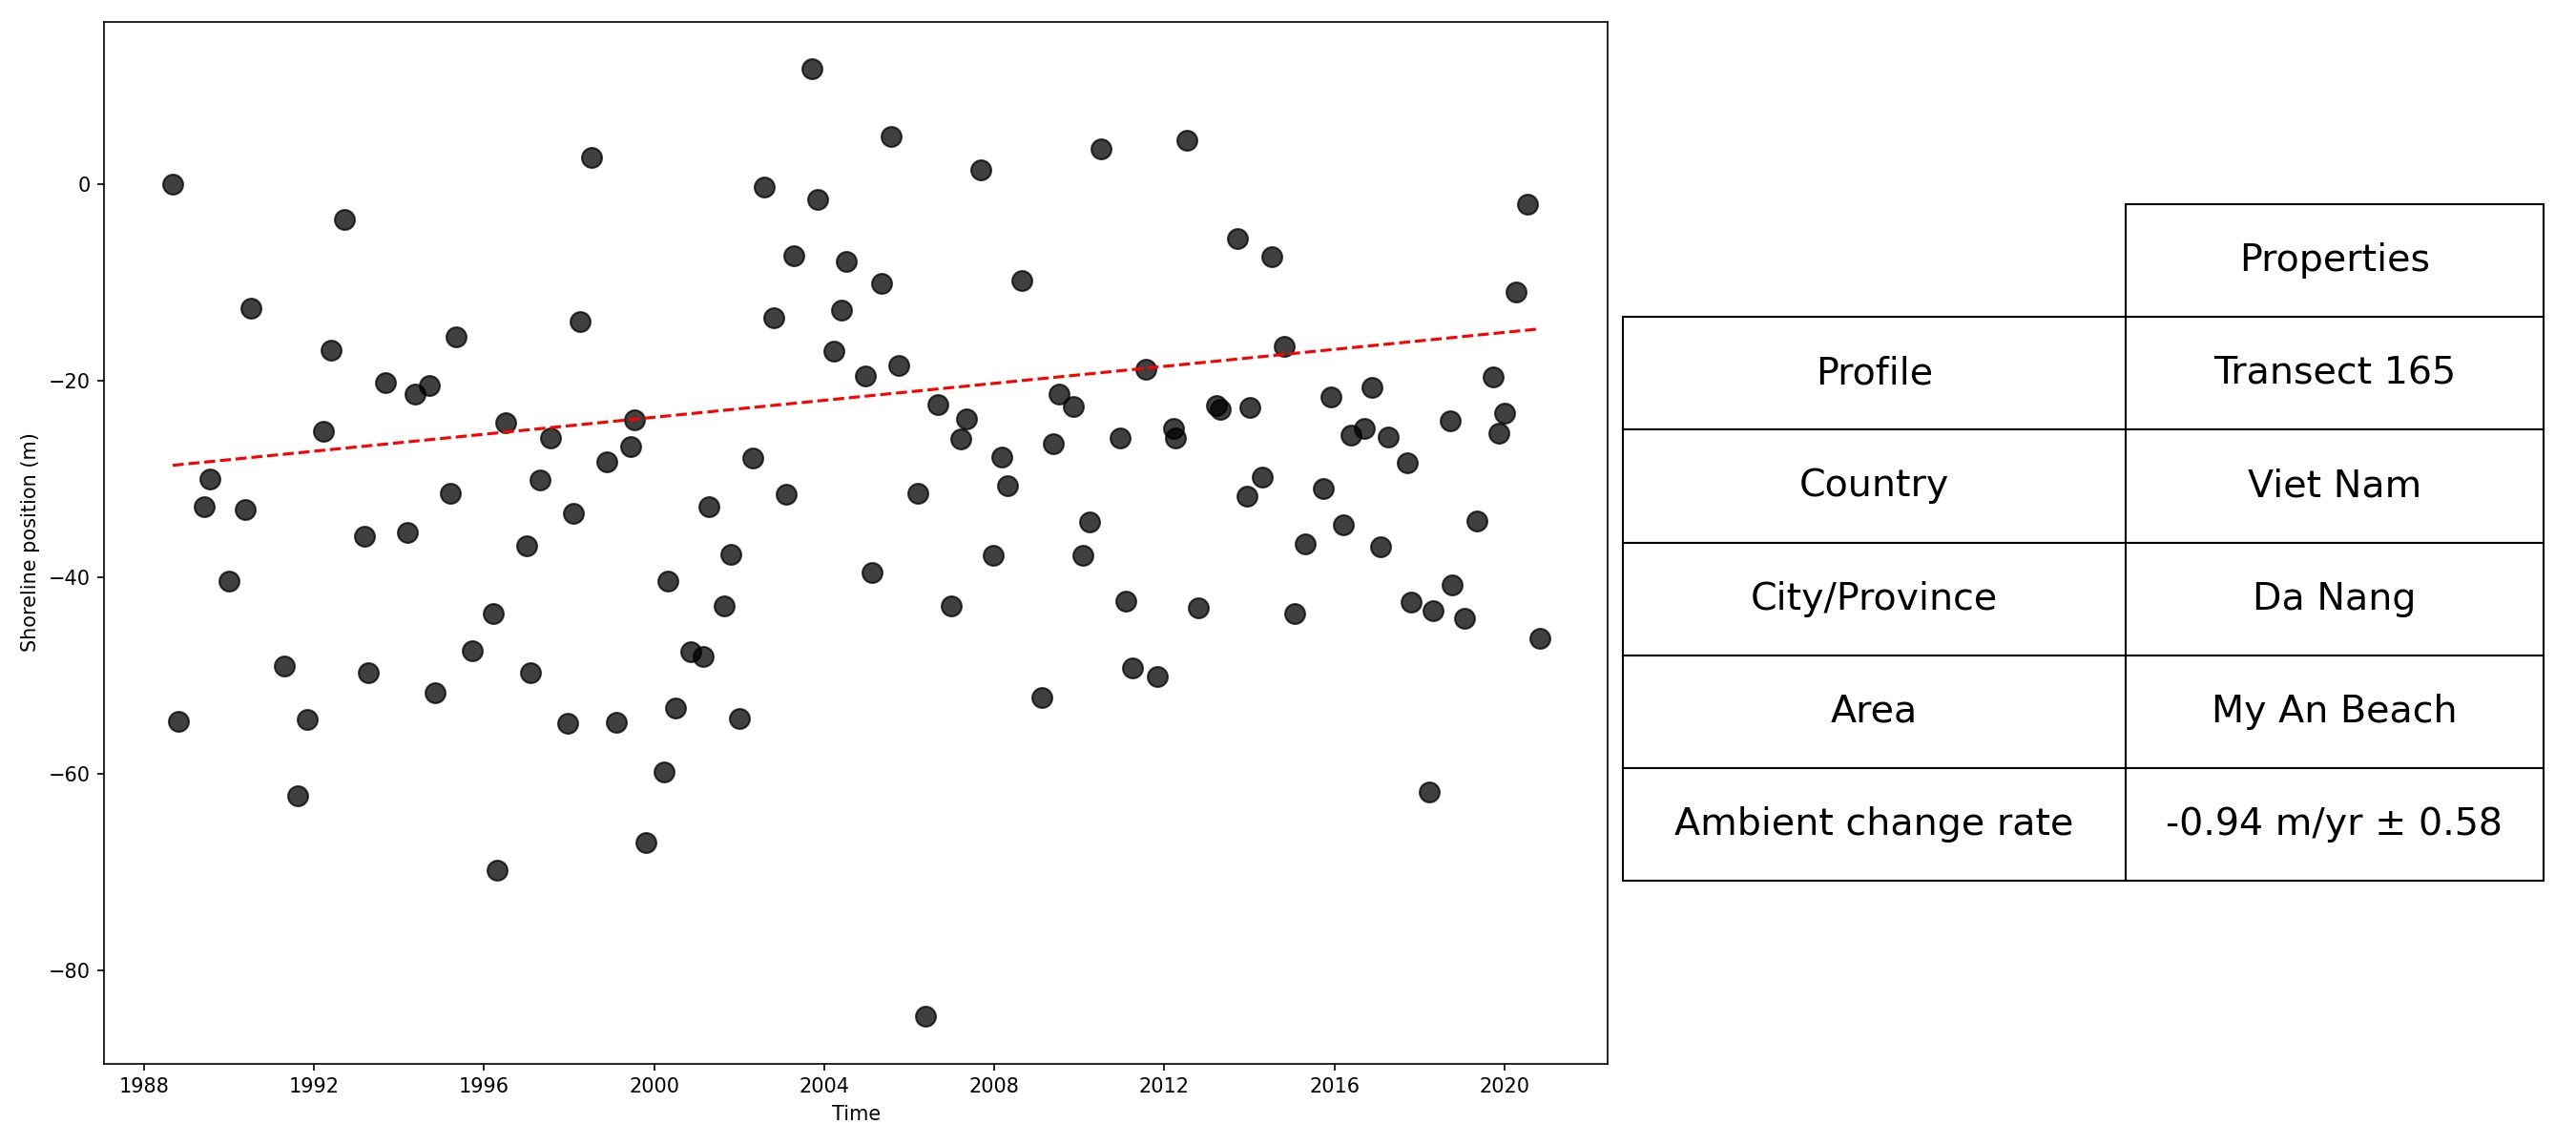 0
−20
−40
−60
−80
Shoreline position (m)
1988 1992 1996 2000 2004 2008 2012 2016 2020
Time
Properties
Profile Transect 165
Country Viet Nam
City/Province Da Nang
Area My An Beach
Ambient change rate -0.94 m/yr ± 0.58